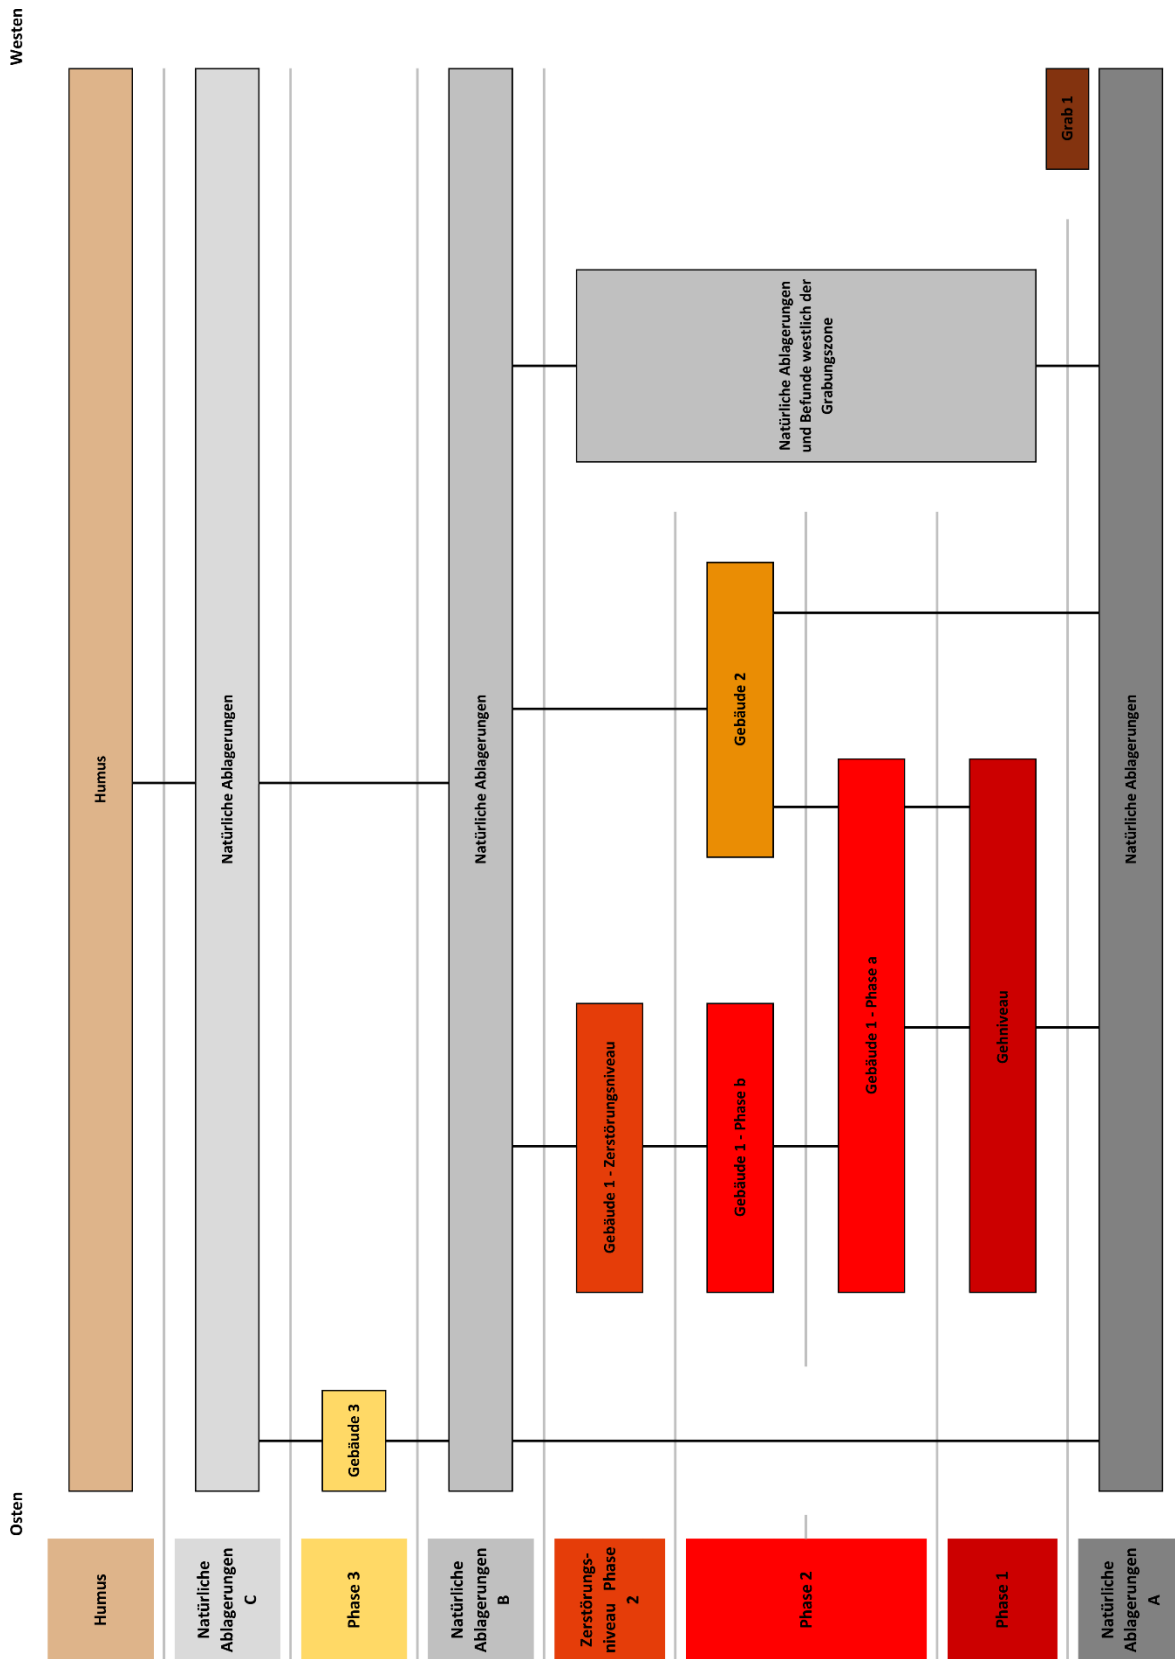 Osten
Westen
Humus
Humus
Natürliche
Ablagerungen
C
Natürliche Ablagerungen
Phase 3
Gebäude 3
Natürliche
Ablagerungen
B
Natürliche Ablagerungen
Zerstörungs-
niveau Phase
2
Gebäude 1 - Zerstörungsniveau
Natürliche Ablagerungen
und Befunde westlich der
Grabungszone
Phase 2
Gebäude 1 - Phase b
Gebäude 2
Gebäude 1 - Phase a
Phase 1
Gehniveau
Grab 1
Natürliche
Ablagerungen
A
Natürliche Ablagerungen